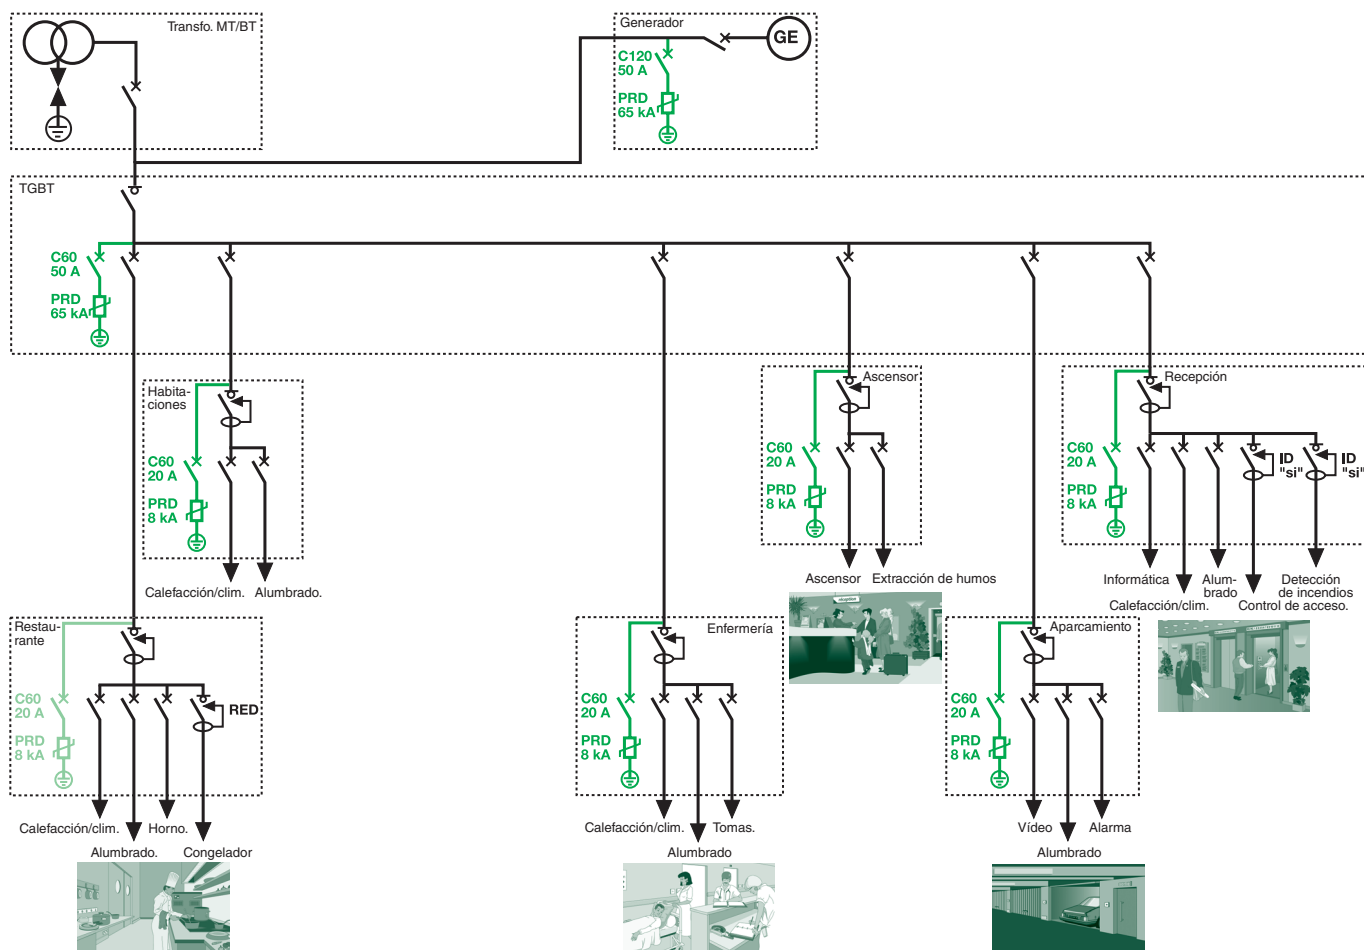 Transfo. MT/BT
Generador
GE
C120
50 A
PRD
65 kA
TGBT
C60
50 A
PRD
65 kA
Habita-
ciones
C60
20 A
PRD
8 kA
Calefacción/clim.
Alumbrado.
Ascensor
C60
20 A
PRD
8 kA
Ascensor
Extracción de humos
Recepción
C60
20 A
PRD
8 kA
ID
"si"
ID
"si"
Informática
Calefacción/clim.
Alum-
brado
Control de acceso.
Detección
de incendios
Restau-
rante
C60
20 A
PRD
8 kA
RED
Calefacción/clim.
Alumbrado.
Horno.
Congelador
Enfermería
C60
20 A
PRD
8 kA
Calefacción/clim.
Alumbrado
Tomas.
Aparcamiento
C60
20 A
PRD
8 kA
Vídeo
Alumbrado
Alarma